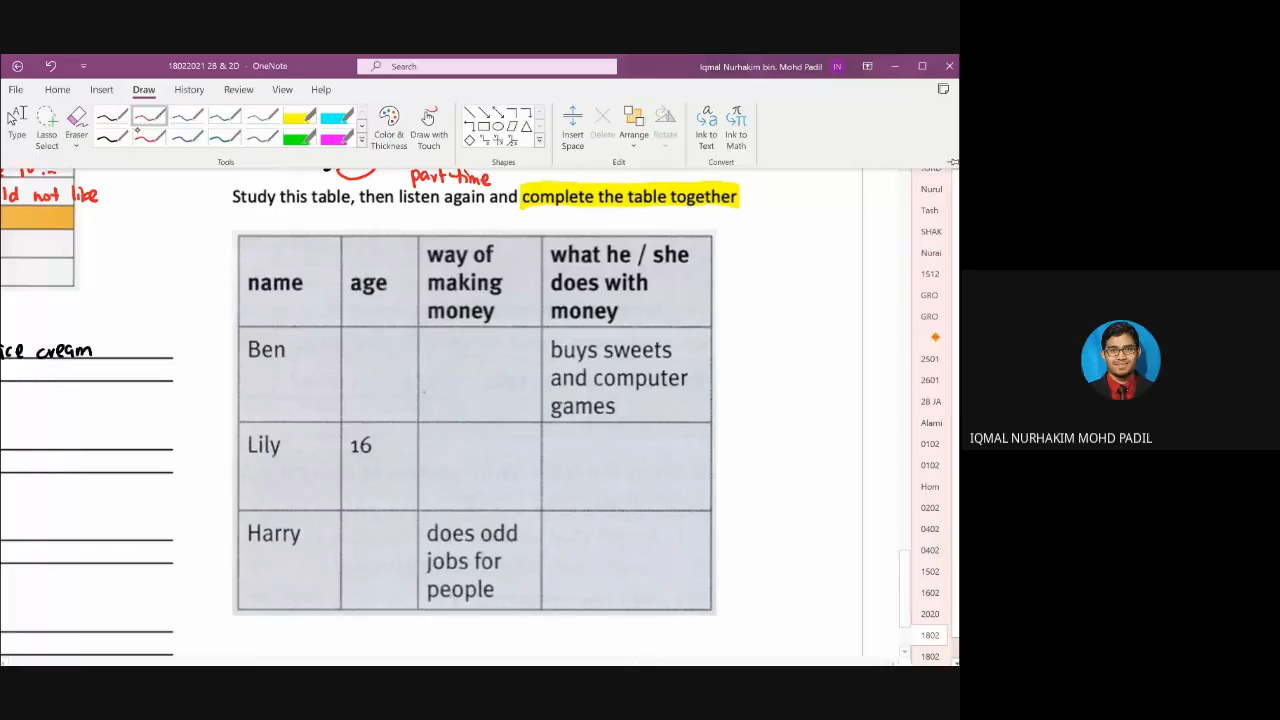 18022021 2B & 2D - OneNote
Search
Iqmal Nurhakim bin. Mohd Padil
IN
File Home Insert Draw History Review View Help
Type
Lasso Select
Eraser
Color & Thickness
Draw with Touch
Insert Space
Delete
Arrange
Rotate
Ink to Text
Ink to Math
Tools
Shapes
Edit
Convert
ld not like
part-time
Study this table, then listen again and complete the table together
name
age
way of making money
what he / she does with money
Ben
buys sweets and computer games
Lily
16
Harry
does odd jobs for people
ice cream
Nurul
Tash
SHAK
Nurai
1512
GRO
GRO
2501
2601
28 JA
Alami
0102
0102
Hom
0202
0402
0402
1502
1602
2020
1802
1802
IQMAL NURHAKIM MOHD PADIL